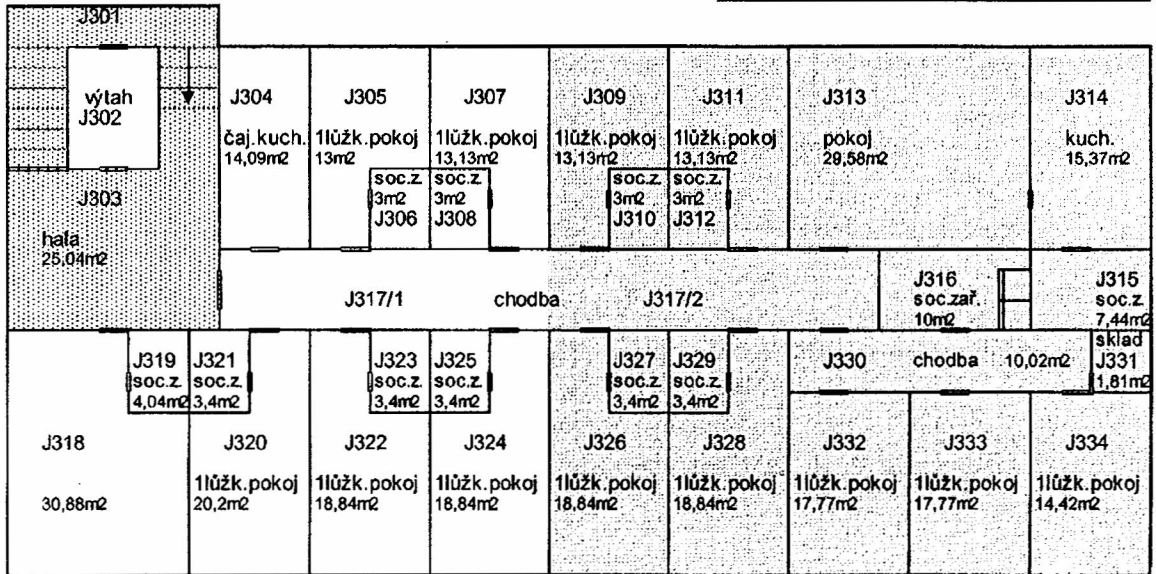 J301
výtah
J302
J303
hala
25,04m2
J304
čaj.kuch.
14,09m2
J305
1lůžk.pokoj
13m2
soc.z.
3m2
J306
J307
1lůžk.pokoj
13,13m2
soc.z.
3m2
J308
J309
1lůžk.pokoj
13,13m2
soc.z.
3m2
J310
J311
1lůžk.pokoj
13,13m2
soc.z.
3m2
J312
J313
pokoj
29,58m2
J314
kuch.
15,37m2
J317/1 chodba J317/2
J316
soc.zař.
10m2
J315
soc.z.
7,44m2
J319
soc.z.
4,04m2
J321
soc.z.
3,4m2
J323
soc.z.
3,4m2
J325
soc.z.
3,4m2
J327
soc.z.
3,4m2
J329
soc.z.
3,4m2
J330 chodba 10,02m2
sklad
J331
1,81m2
J318
30,88m2
J320
1lůžk.pokoj
20,2m2
J322
1lůžk.pokoj
18,84m2
J324
1lůžk.pokoj
18,84m2
J326
1lůžk.pokoj
18,84m2
J328
1lůžk.pokoj
18,84m2
J332
1lůžk.pokoj
17,77m2
J333
1lůžk.pokoj
17,77m2
J334
1lůžk.pokoj
14,42m2